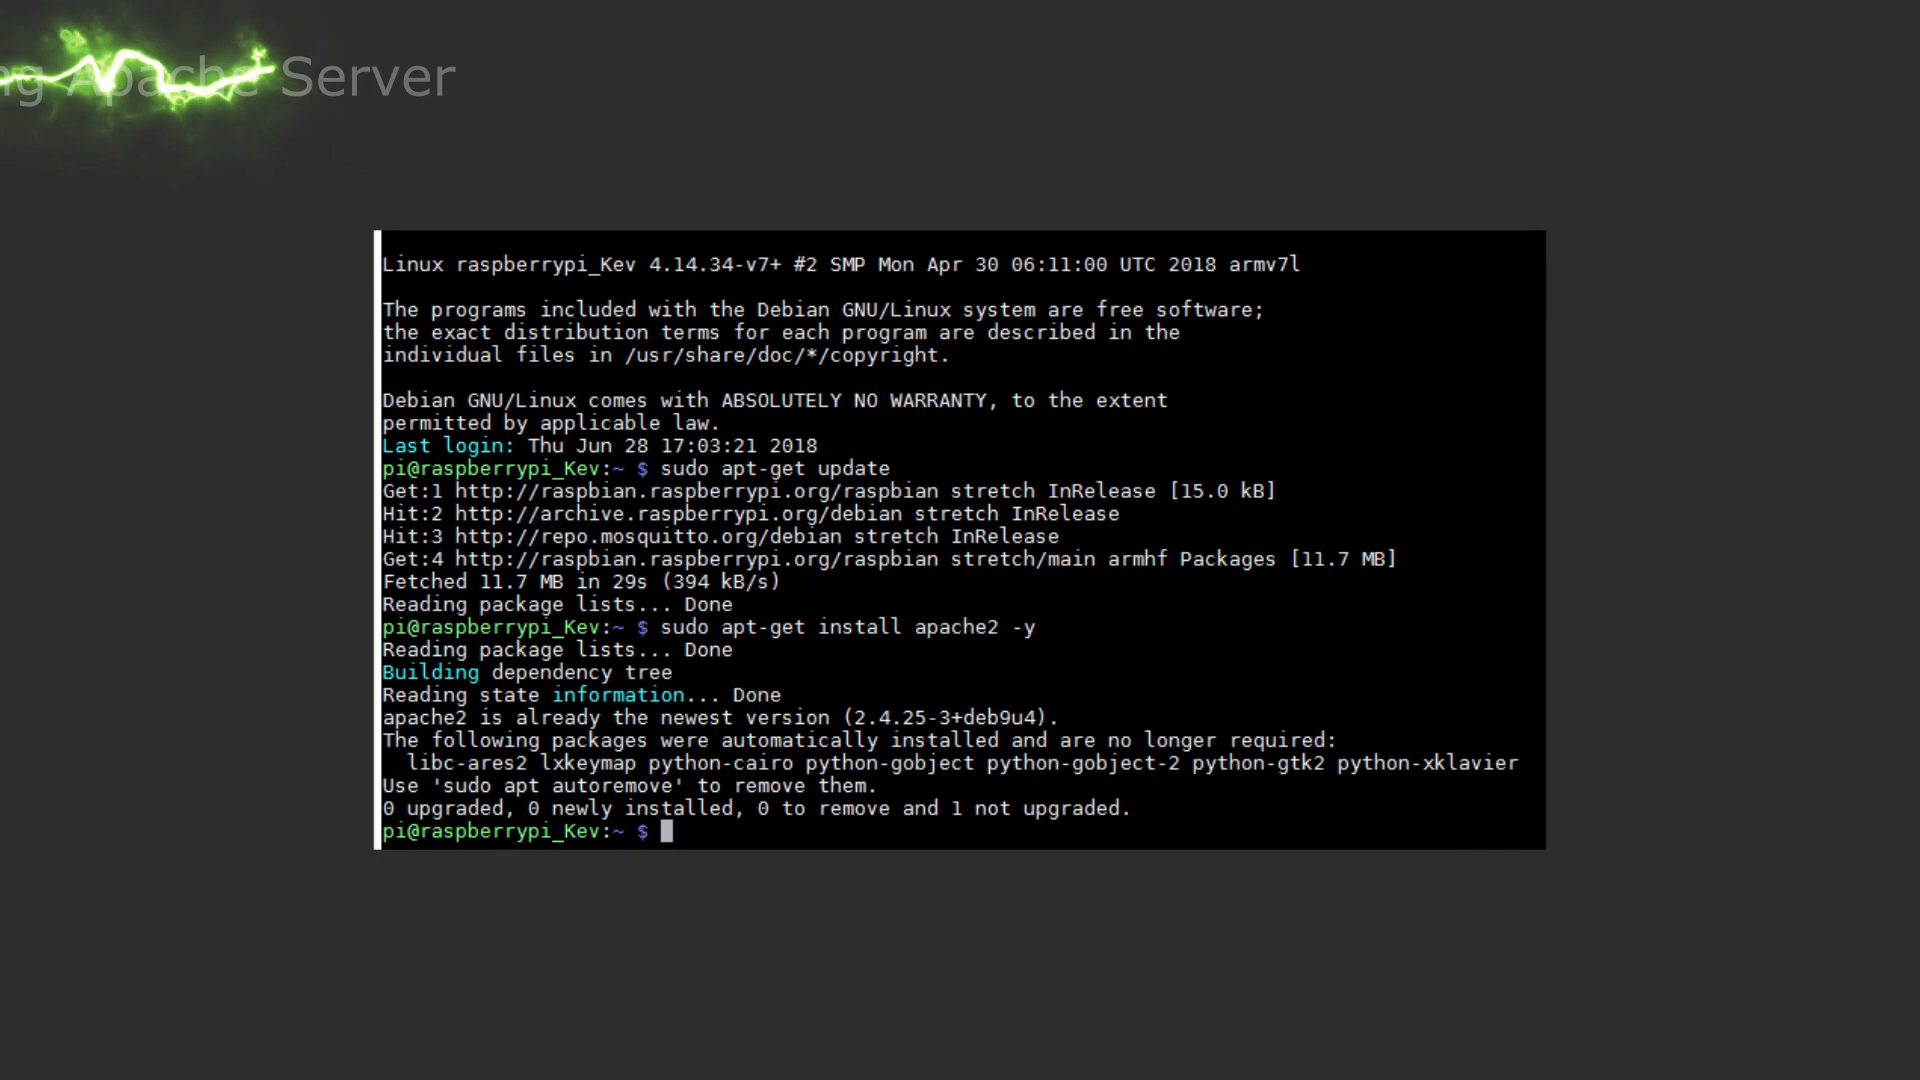 ng Apache Server
Linux raspberrypi_Kev 4.14.34-v7+ #2 SMP Mon Apr 30 06:11:00 UTC 2018 armv7l
The programs included with the Debian GNU/Linux system are free software;
the exact distribution terms for each program are described in the
individual files in /usr/share/doc/*/copyright.
Debian GNU/Linux comes with ABSOLUTELY NO WARRANTY, to the extent
permitted by applicable law.
Last login: Thu Jun 28 17:03:21 2018
pi@raspberrypi_Kev:~ $ sudo apt-get update
Get:1 http://raspbian.raspberrypi.org/raspbian stretch InRelease [15.0 kB]
Hit:2 http://archive.raspberrypi.org/debian stretch InRelease
Hit:3 http://repo.mosquitto.org/debian stretch InRelease
Get:4 http://raspbian.raspberrypi.org/raspbian stretch/main armhf Packages [11.7 MB]
Fetched 11.7 MB in 29s (394 kB/s)
Reading package lists... Done
pi@raspberrypi_Kev:~ $ sudo apt-get install apache2 -y
Reading package lists... Done
Building dependency tree
Reading state information... Done
apache2 is already the newest version (2.4.25-3+deb9u4).
The following packages were automatically installed and are no longer required:
  libc-ares2 lxkeymap python-cairo python-gobject python-gobject-2 python-gtk2 python-xklavier
Use 'sudo apt autoremove' to remove them.
0 upgraded, 0 newly installed, 0 to remove and 1 not upgraded.
pi@raspberrypi_Kev:~ $